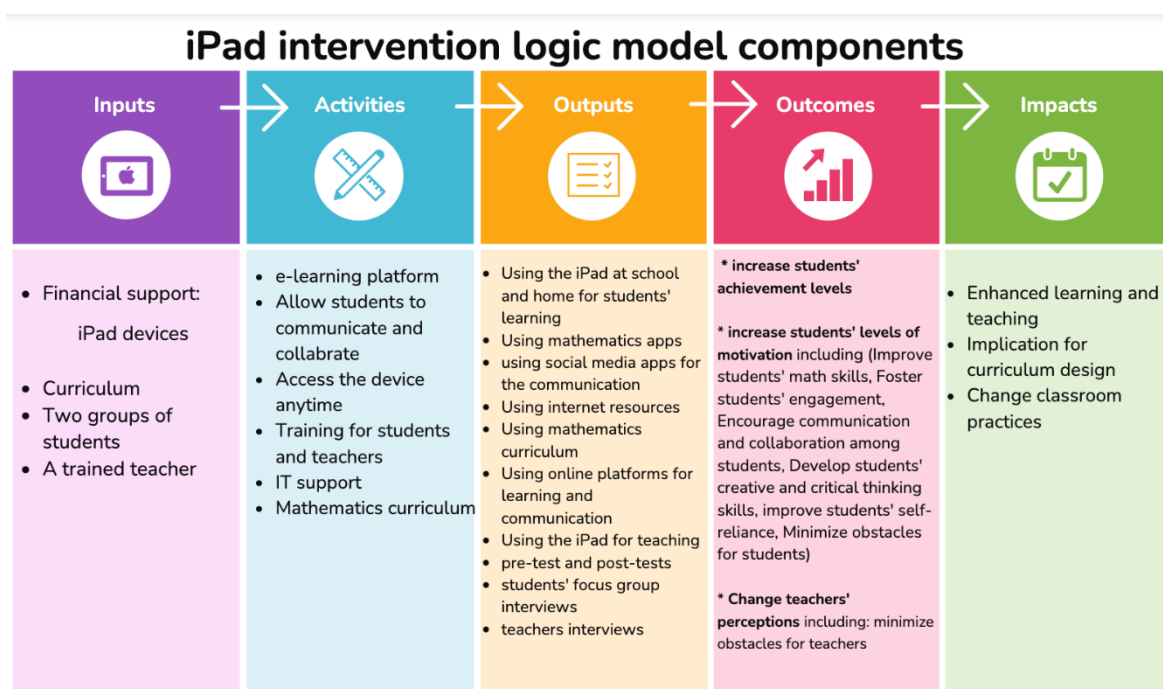 iPad intervention logic model components
Inputs
Activities
Outputs
Outcomes
Impacts
• Financial support:
iPad devices
• Curriculum
• Two groups of
students
• A trained teacher
• e-learning platform
• Allow students to
communicate and
collabrate
• Access the device
anytime
• Training for students
and teachers
• IT support
• Mathematics curriculum
• Using the iPad at school
and home for students'
learning
• Using mathematics apps
• using social media apps for
the communication
• Using internet resources
• Using mathematics
curriculum
• Using online platforms for
learning and
communication
• Using the iPad for teaching
• pre-test and post-tests
• students' focus group
interviews
• teachers interviews
* increase students'
achievement levels
* increase students' levels of
motivation including (Improve
students' math skills, Foster
students' engagement,
Encourage communication
and collaboration among
students, Develop students'
creative and critical thinking
skills, improve students' self-
reliance, Minimize obstacles
for students)
* Change teachers'
perceptions including: minimize
obstacles for teachers
• Enhanced learning and
teaching
• Implication for
curriculum design
• Change classroom
practices